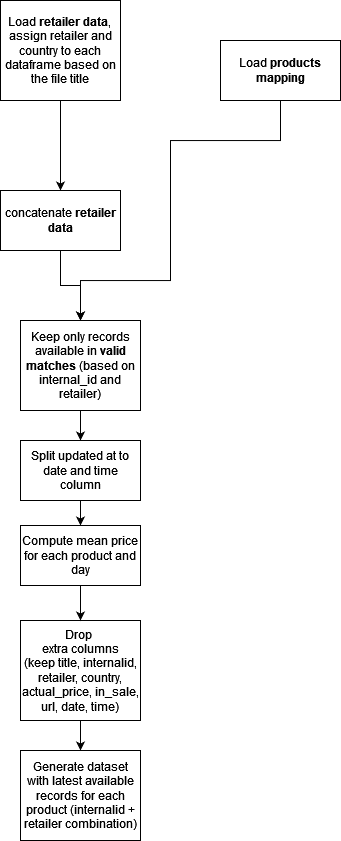 Load retailer data,
assign retailer and
country to each
dataframe based on
the file title
Load products
mapping
concatenate retailer
data
Keep only records
available in valid
matches (based on
internal_id and
retailer)
Split updated at to
date and time
column
Compute mean price
for each product and
day
Drop
extra columns
(keep title, internalid,
retailer, country,
actual_price, in_sale,
url, date, time)
Generate dataset
with latest available
records for each
product (internalid +
retailer combination)